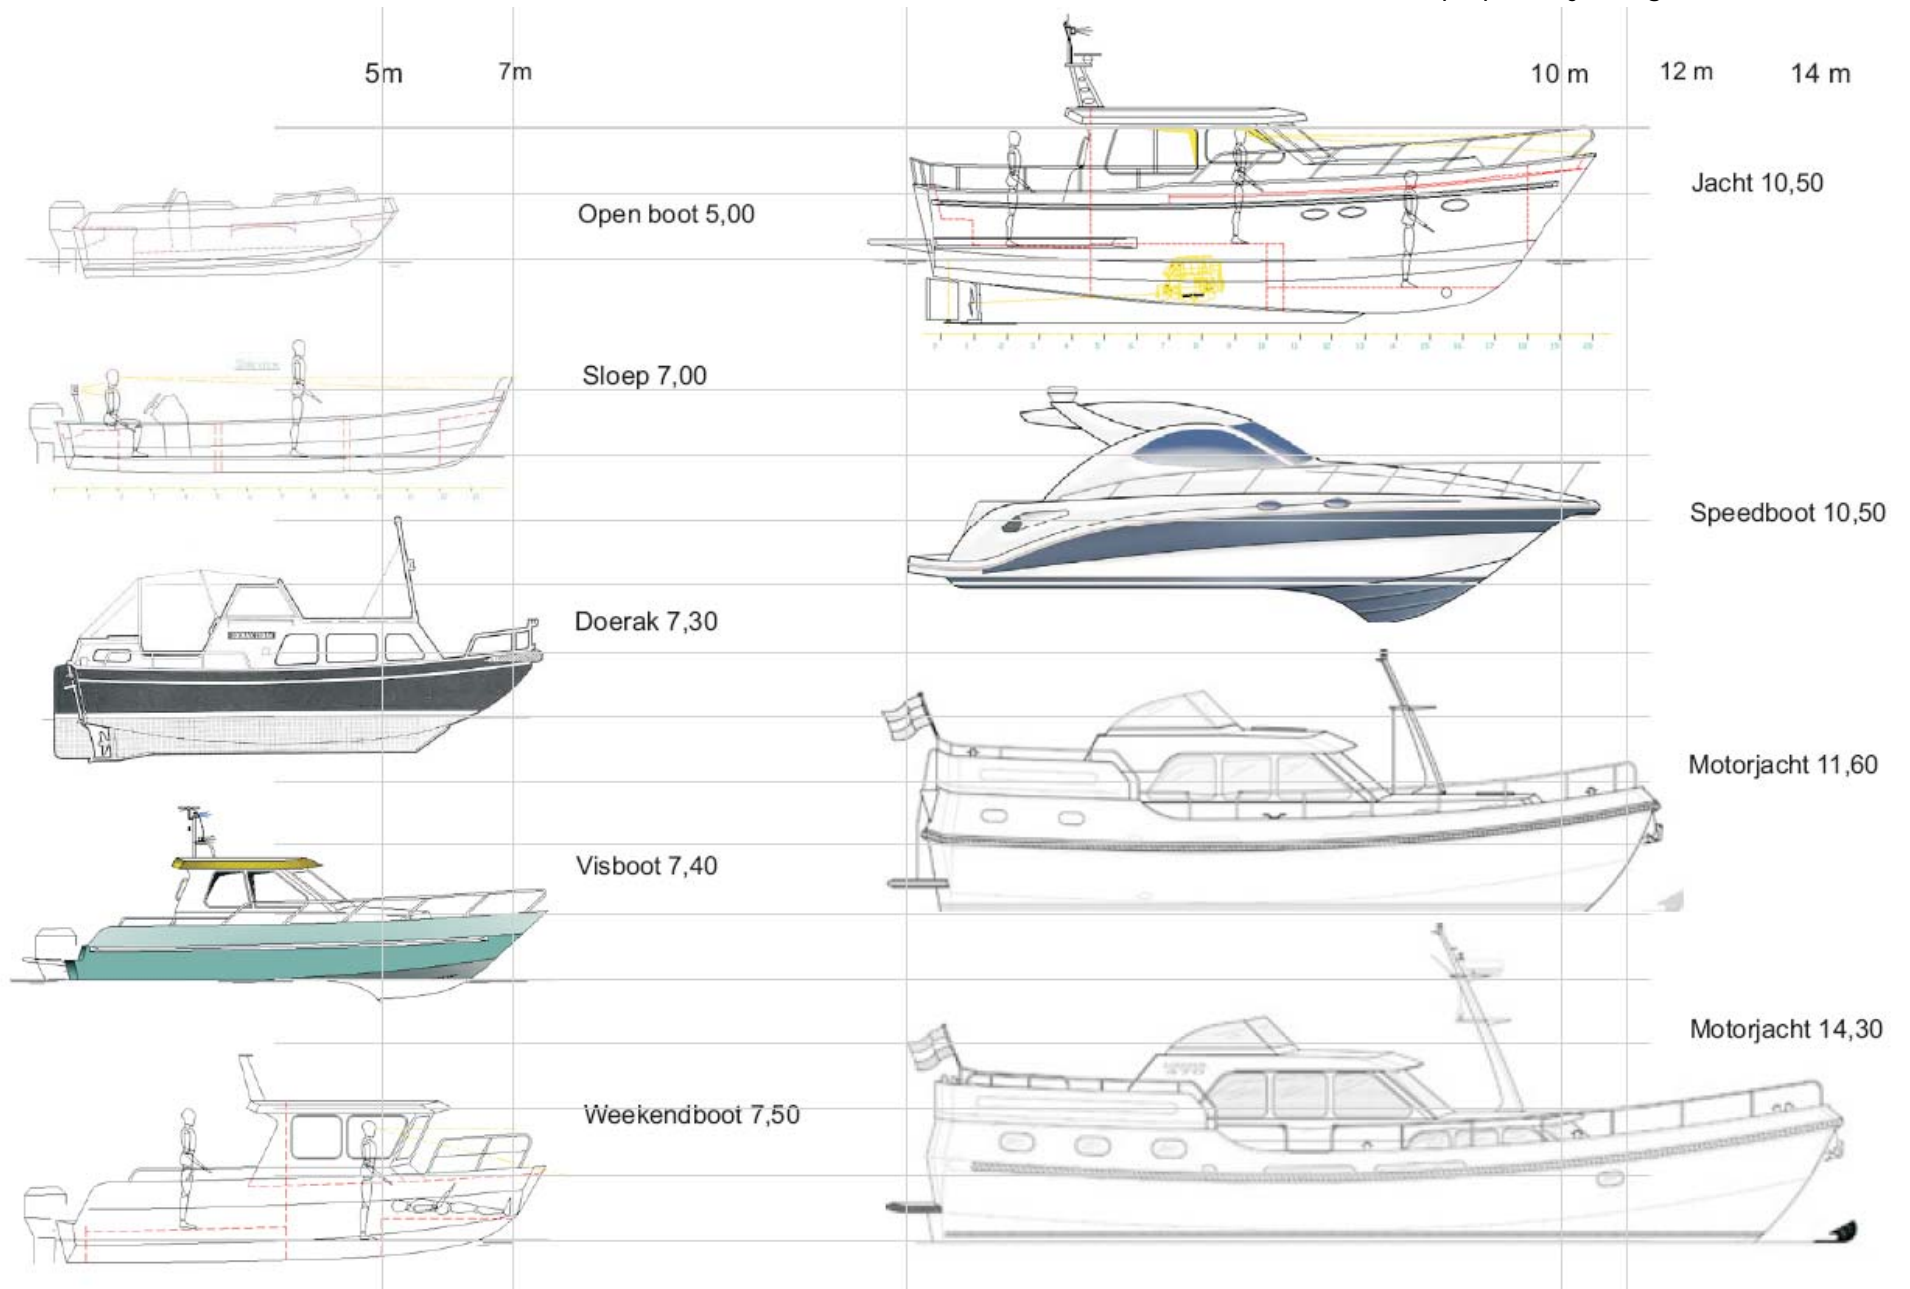 5m
7m
10 m
12 m
14 m
Open boot 5,00
Sloep 7,00
Doerak 7,30
Visboot 7,40
Weekendboot 7,50
Jacht 10,50
Speedboot 10,50
Motorjacht 11,60
Motorjacht 14,30